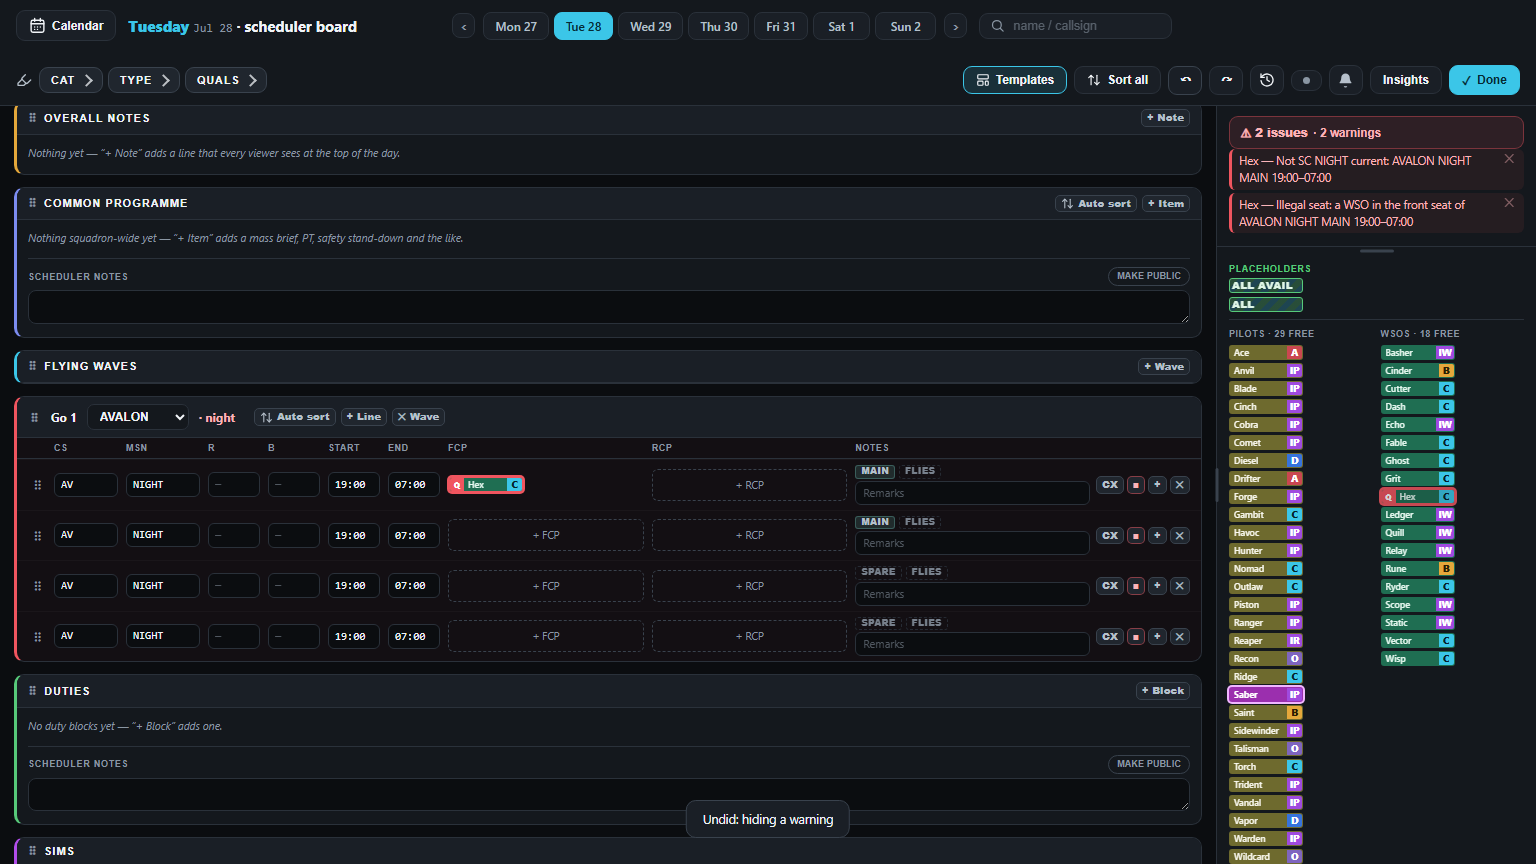 Calendar
Tuesday Jul 28 · scheduler board
‹ Mon 27 Tue 28 Wed 29 Thu 30 Fri 31 Sat 1 Sun 2 ›
name / callsign
CAT TYPE QUALS
Templates Sort all Insights ✓ Done
OVERALL NOTES
+ Note
Nothing yet — "+ Note" adds a line that every viewer sees at the top of the day.
COMMON PROGRAMME
Auto sort + Item
Nothing squadron-wide yet — "+ Item" adds a mass brief, PT, safety stand-down and the like.
SCHEDULER NOTES
MAKE PUBLIC
FLYING WAVES
+ Wave
Go 1 AVALON · night Auto sort + Line ✕ Wave
CS MSN R B START END FCP RCP NOTES
AV NIGHT – – 19:00 07:00 Q Hex C + RCP MAIN FLIES Remarks CX + ✕
AV NIGHT – – 19:00 07:00 + FCP + RCP MAIN FLIES Remarks CX + ✕
AV NIGHT – – 19:00 07:00 + FCP + RCP SPARE FLIES Remarks CX + ✕
AV NIGHT – – 19:00 07:00 + FCP + RCP SPARE FLIES Remarks CX + ✕
DUTIES
+ Block
No duty blocks yet — "+ Block" adds one.
SCHEDULER NOTES
MAKE PUBLIC
Undid: hiding a warning
SIMS
⚠ 2 issues · 2 warnings
Hex — Not SC NIGHT current: AVALON NIGHT
MAIN 19:00–07:00
Hex — Illegal seat: a WSO in the front seat of
AVALON NIGHT MAIN 19:00–07:00
PLACEHOLDERS
ALL AVAIL
ALL
PILOTS · 29 FREE
Ace A
Anvil IP
Blade IP
Cinch IP
Cobra IP
Comet IP
Diesel D
Drifter A
Forge IP
Gambit C
Havoc IP
Hunter IP
Nomad C
Outlaw C
Piston IP
Ranger IP
Reaper IR
Recon O
Ridge C
Saber IP
Saint B
Sidewinder IP
Talisman O
Torch C
Trident IP
Vandal IP
Vapor D
Warden IP
Wildcard O
WSOS · 18 FREE
Basher IW
Cinder B
Cutter C
Dash C
Echo IW
Fable C
Ghost C
Grit C
Q Hex C
Ledger IW
Quill IW
Relay IW
Rune B
Ryder C
Scope IW
Static IW
Vector C
Wisp C